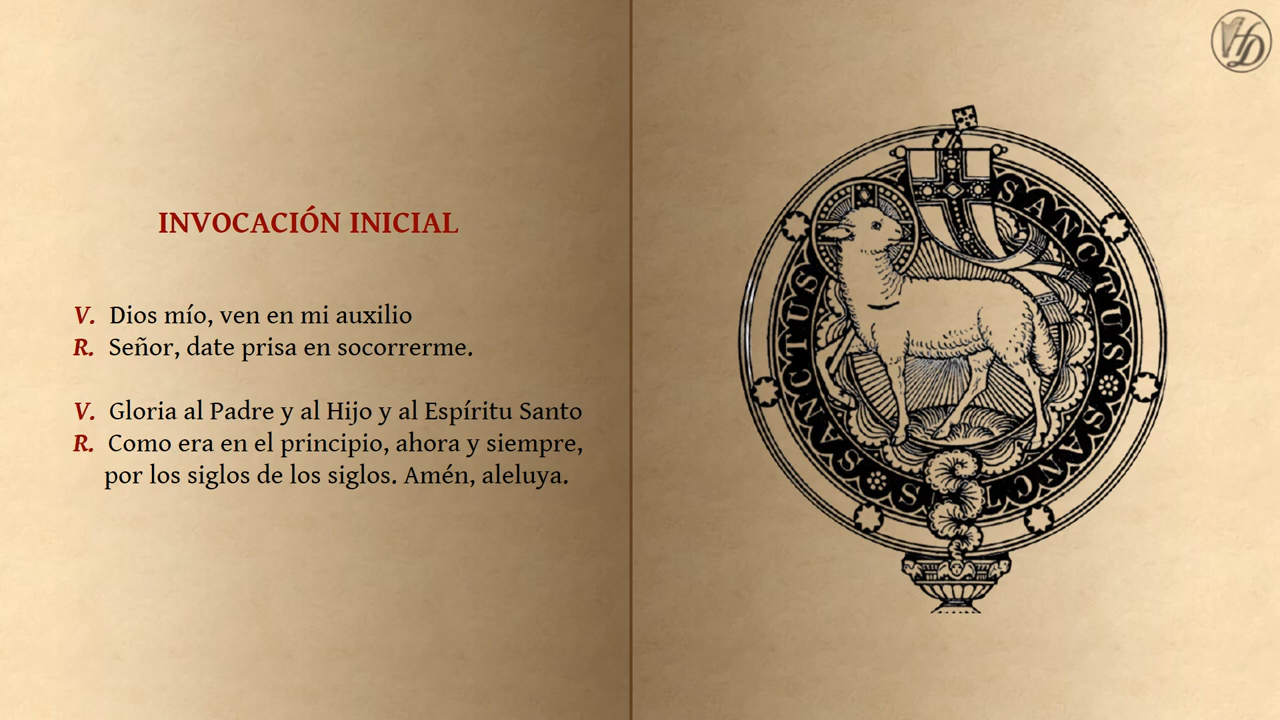 INVOCACIÓN INICIAL
V. Dios mío, ven en mi auxilio
R. Señor, date prisa en socorrerme.
V. Gloria al Padre y al Hijo y al Espíritu Santo
R. Como era en el principio, ahora y siempre,
por los siglos de los siglos. Amén, aleluya.
SANCTUS SANCTUS SANCTUS